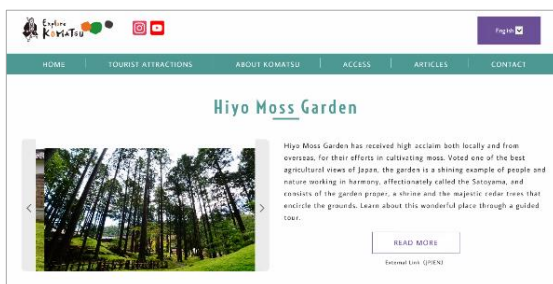 Explore
KOMATSU
English
HOME TOURIST ATTRACTIONS ABOUT KOMATSU ACCESS ARTICLES CONTACT
Hiyo Moss Garden
Hiyo Moss Garden has received high acclaim both locally and from
overseas, for their efforts in cultivating moss. Voted one of the best
agricultural views of Japan, the garden is a shining example of people and
nature working in harmony, affectionately called the Satoyama, and
consists of the garden proper, a shrine and the majestic cedar trees that
encircle the grounds. Learn about this wonderful place through a guided
tour.
READ MORE
External Link (JP|EN)